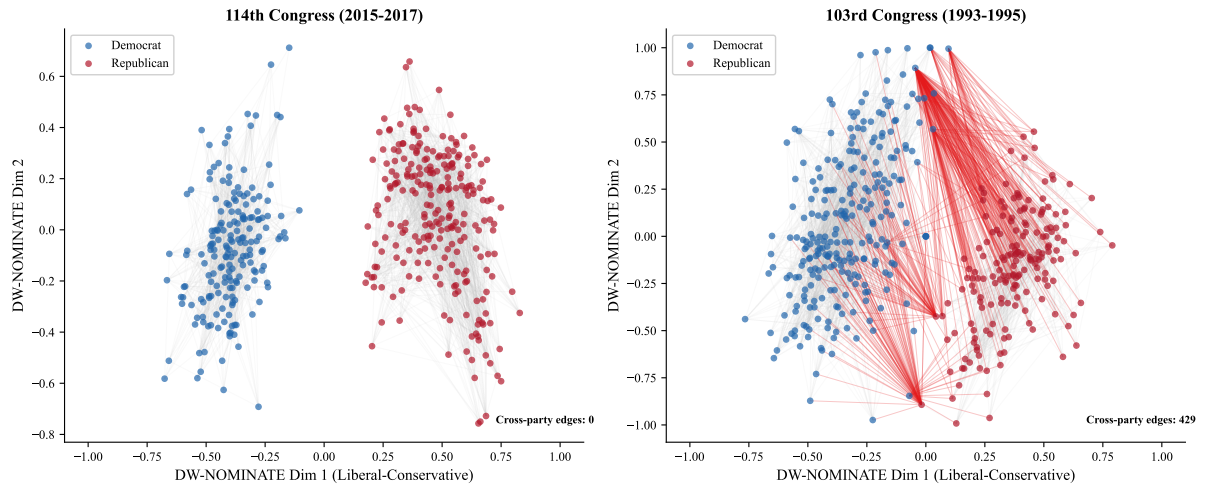 114th Congress (2015-2017)
Democrat
Republican
DW-NOMINATE Dim 2
0.6
0.4
0.2
0.0
−0.2
−0.4
−0.6
−0.8
Cross-party edges: 0
−1.00
−0.75
−0.50
−0.25
0.00
0.25
0.50
0.75
1.00
DW-NOMINATE Dim 1 (Liberal-Conservative)
103rd Congress (1993-1995)
Democrat
Republican
DW-NOMINATE Dim 2
1.00
0.75
0.50
0.25
0.00
−0.25
−0.50
−0.75
−1.00
Cross-party edges: 429
−1.00
−0.75
−0.50
−0.25
0.00
0.25
0.50
0.75
1.00
DW-NOMINATE Dim 1 (Liberal-Conservative)